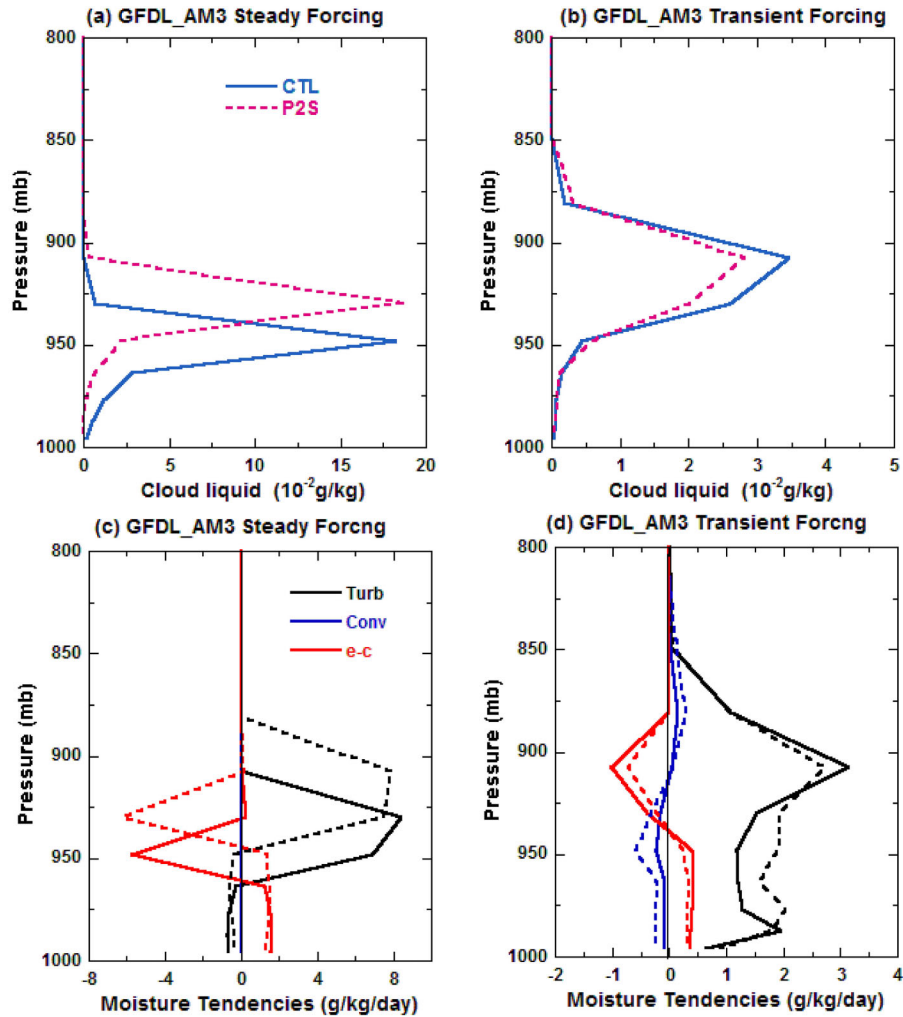 (a) GFDL_AM3 Steady Forcing
(b) GFDL_AM3 Transient Forcing
800
850
900
950
1000
Pressure (mb)
CTL
P2S
0 5 10 15 20
Cloud liquid (10-2g/kg)
800
850
900
950
1000
Pressure (mb)
0 1 2 3 4 5
Cloud liquid (10-2g/kg)
(c) GFDL_AM3 Steady Forcng
(d) GFDL_AM3 Transient Forcng
800
850
900
950
1000
Pressure (mb)
Turb
Conv
e-c
-8 -4 0 4 8
Moisture Tendencies (g/kg/day)
800
850
900
950
1000
Pressure (mb)
-2 -1 0 1 2 3 4
Moisture Tendencies (g/kg/day)